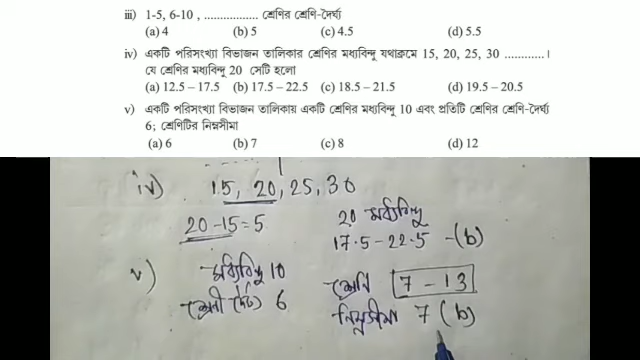 iii) 1-5, 6-10 , ................. শ্রেণির শ্রেণি-দৈর্ঘ্য
(a) 4 (b) 5 (c) 4.5 (d) 5.5
iv) একটি পরিসংখ্যা বিভাজন তালিকার শ্রেণির মধ্যবিন্দু যথাক্রমে 15, 20, 25, 30 ............ ।
যে শ্রেণির মধ্যবিন্দু 20 সেটি হলো
(a) 12.5 – 17.5 (b) 17.5 – 22.5 (c) 18.5 – 21.5 (d) 19.5 – 20.5
v) একটি পরিসংখ্যা বিভাজন তালিকায় একটি শ্রেণির মধ্যবিন্দু 10 এবং প্রতিটি শ্রেণির শ্রেণি-দৈর্ঘ্য
6; শ্রেণিটির নিম্নসীমা
(a) 6 (b) 7 (c) 8 (d) 12
iv) 15, 20, 25, 30
20 - 15 = 5
20 মধ্যবিন্দু
17.5 - 22.5 - (b)
v) মধ্যবিন্দু 10
শ্রেণী দৈর্ঘ্য 6
শ্রেণি 7 - 13
নিম্নসীমা 7 (b)